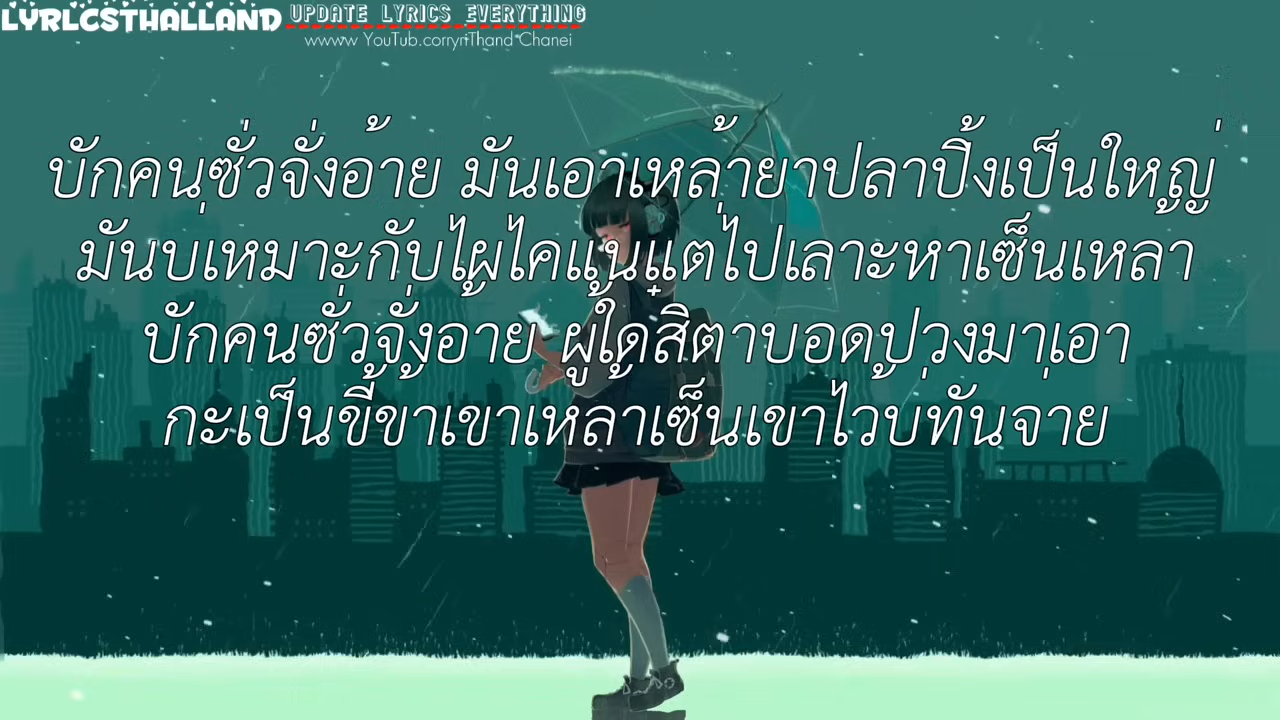 LYRLCSTHALLAND UPDATE LYRICS EVERYTHING
บักคนซั่วจั่งอ้าย มันเอาเหล้ายาปลาปิ้งเป็นใหญ่
มันบ่เหมาะกับไผไคแน่แต่ไปเลาะหาเซ็นเหล้า
บักคนซั่วจั่งอ้าย ผู้ใด๋สิตาบอดปวงมาเอา
กะเป็นขี้ข้าเขาเหล้าเซ็นเขาไว้บ่ทันจ่าย